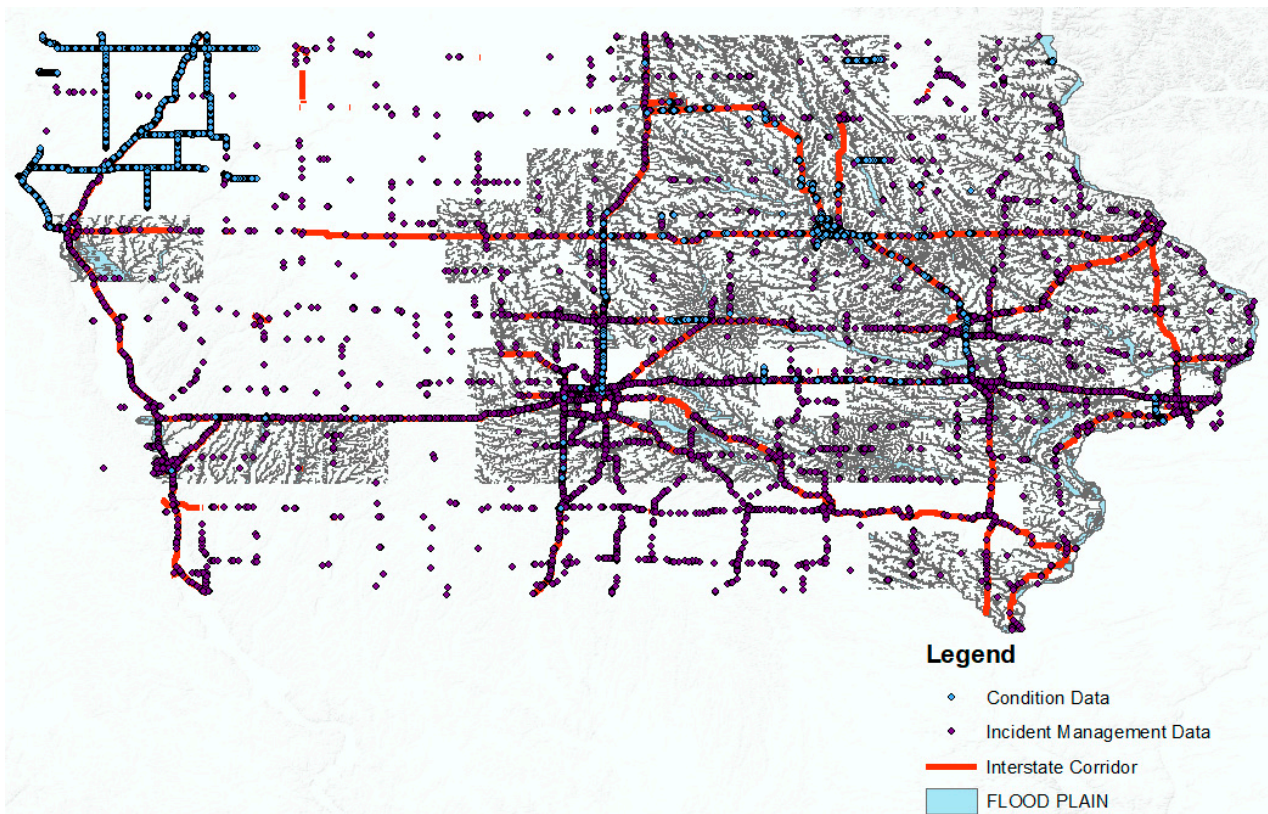 Legend
Condition Data
Incident Management Data
Interstate Corridor
FLOOD PLAIN